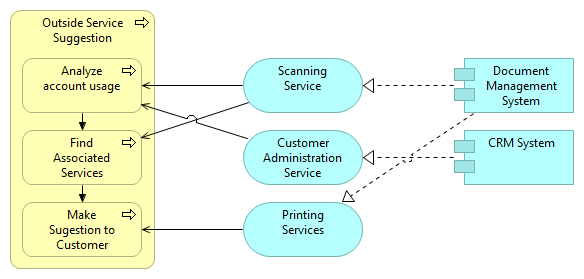 Outside Service
Suggestion
Analyze
account usage
Find
Associated
Services
Make
Sugestion to
Customer
Scanning
Service
Customer
Administration
Service
Printing
Services
Document
Management
System
CRM System